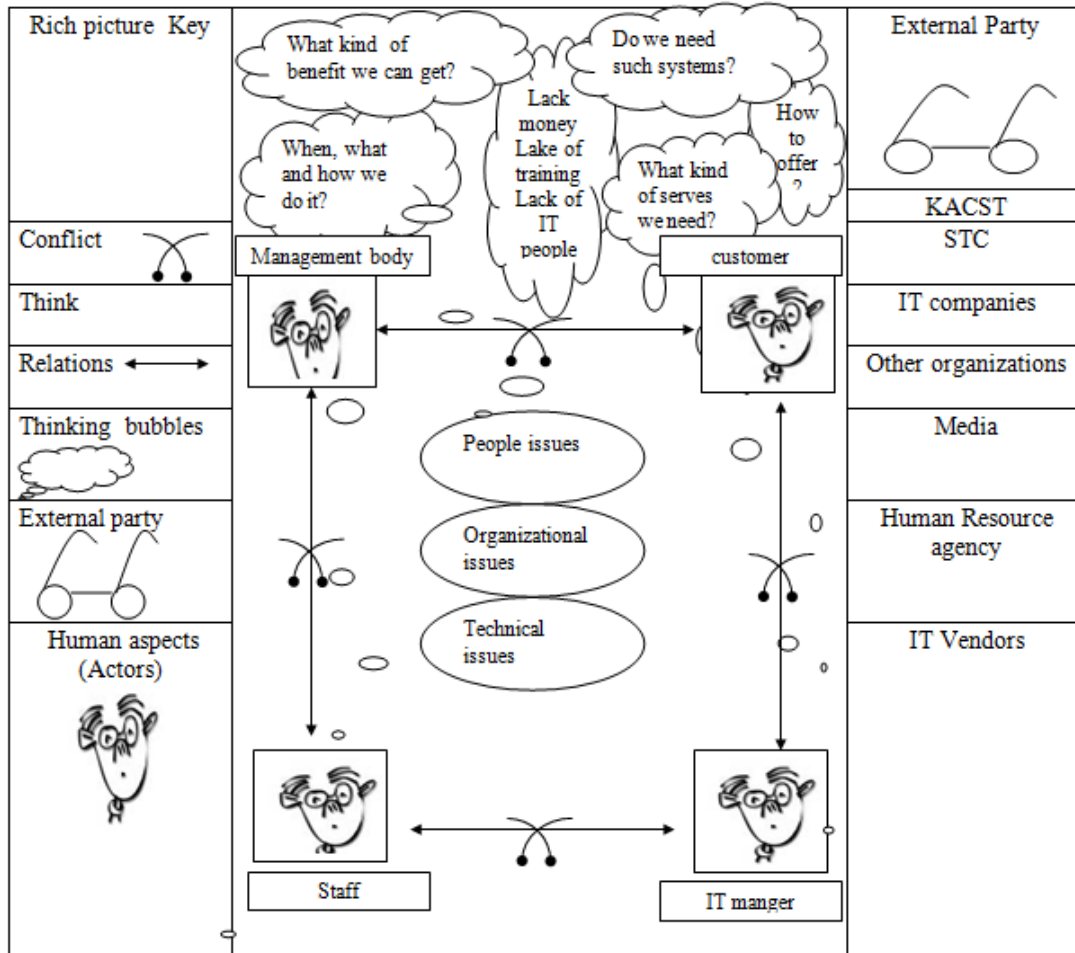 Rich picture Key
Conflict
Think
Relations
Thinking bubbles
External party
Human aspects
(Actors)
What kind of
benefit we can get?
When, what
and how we
do it?
Lack
money
Lake of
training
Lack of
IT
people
Do we need
such systems?
How
to
offer
?
What kind
of serves
we need?
Management body
customer
People issues
Organizational
issues
Technical
issues
Staff
IT manger
External Party
KACST
STC
IT companies
Other organizations
Media
Human Resource
agency
IT Vendors